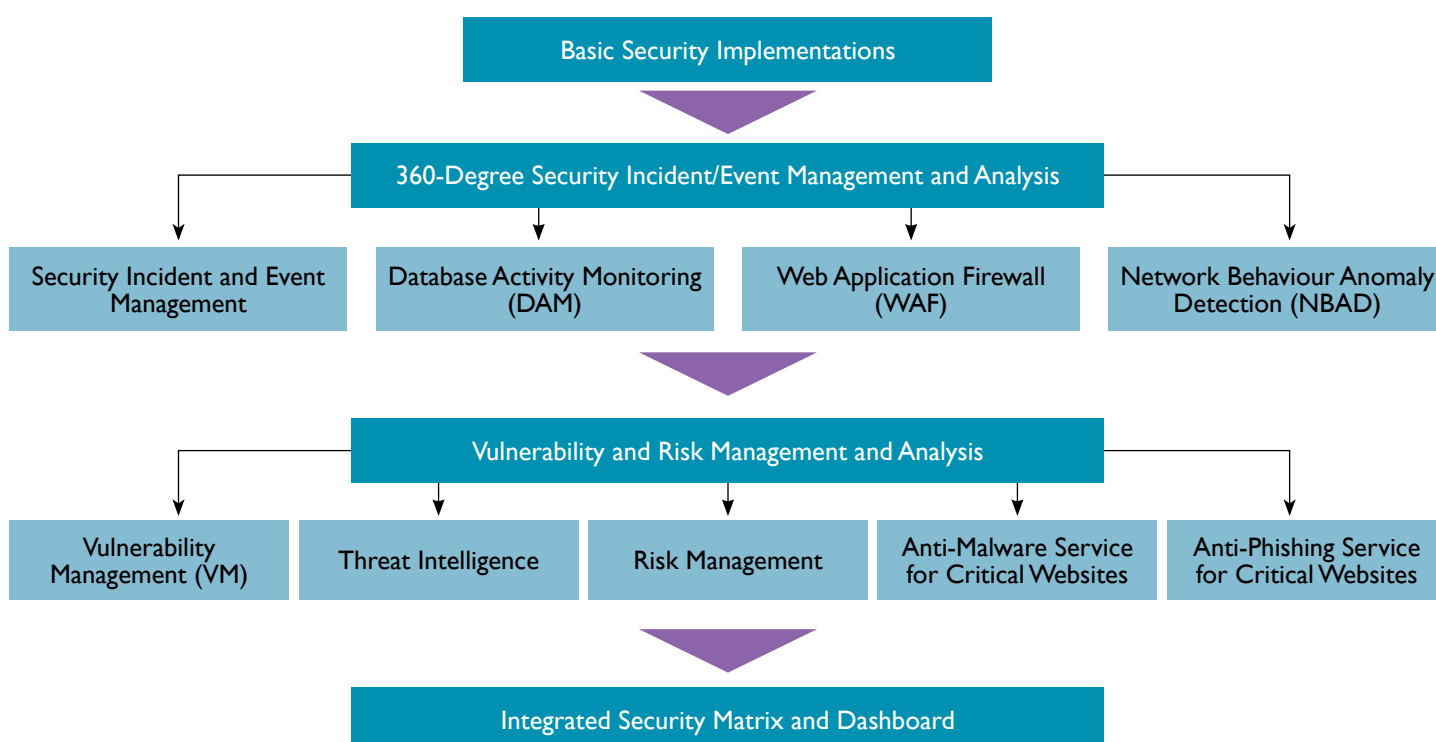 Basic Security Implementations
360-Degree Security Incident/Event Management and Analysis
Security Incident and Event
Management
Database Activity Monitoring
(DAM)
Web Application Firewall
(WAF)
Network Behaviour Anomaly
Detection (NBAD)
Vulnerability and Risk Management and Analysis
Vulnerability
Management (VM)
Threat Intelligence
Risk Management
Anti-Malware Service
for Critical Websites
Anti-Phishing Service
for Critical Websites
Integrated Security Matrix and Dashboard